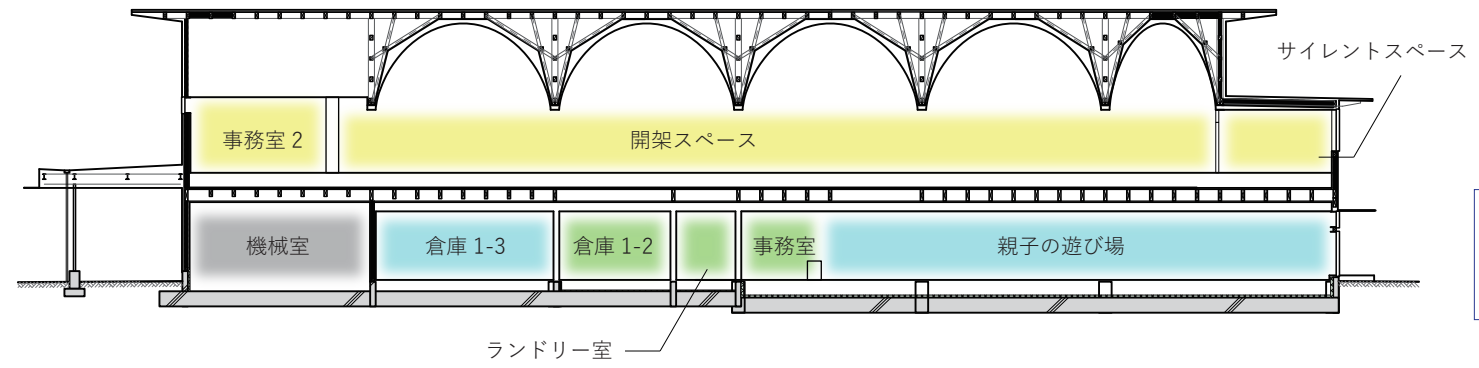 サイレントスペース
事務室 2
開架スペース
機械室
倉庫 1-3
倉庫 1-2
事務室
親子の遊び場
ランドリー室